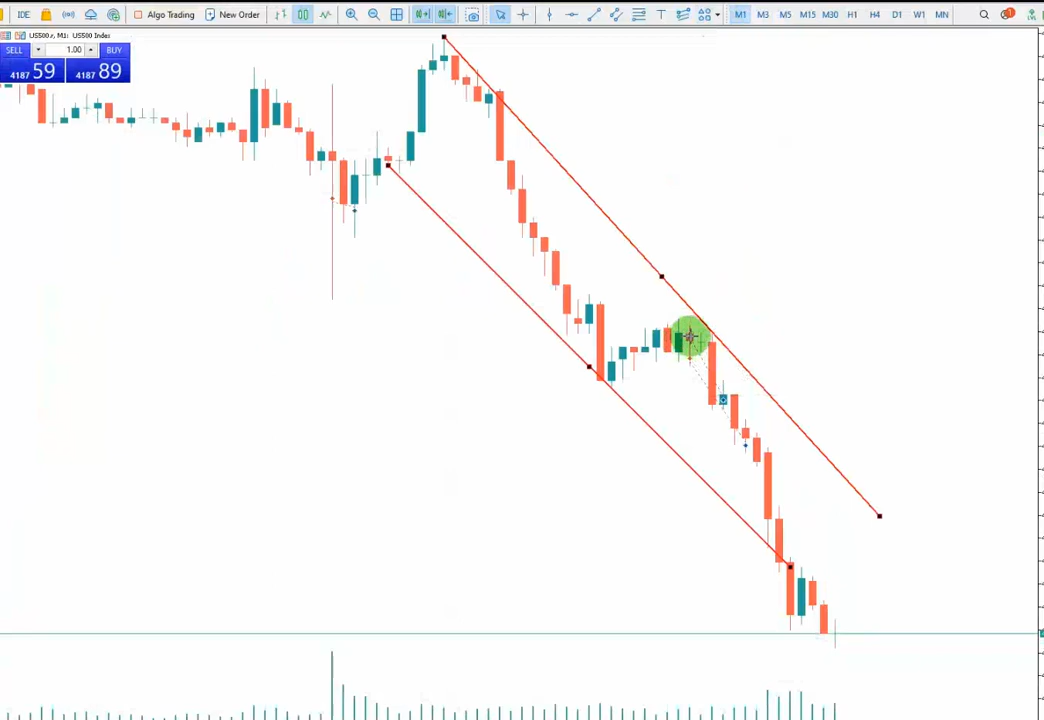 IDE Algo Trading New Order T M1 M3 M5 M15 M30 H1 H4 D1 W1 MN LVL
US500.r, M1: US500 Index
SELL 1.00 BUY
4187 59 4187 89